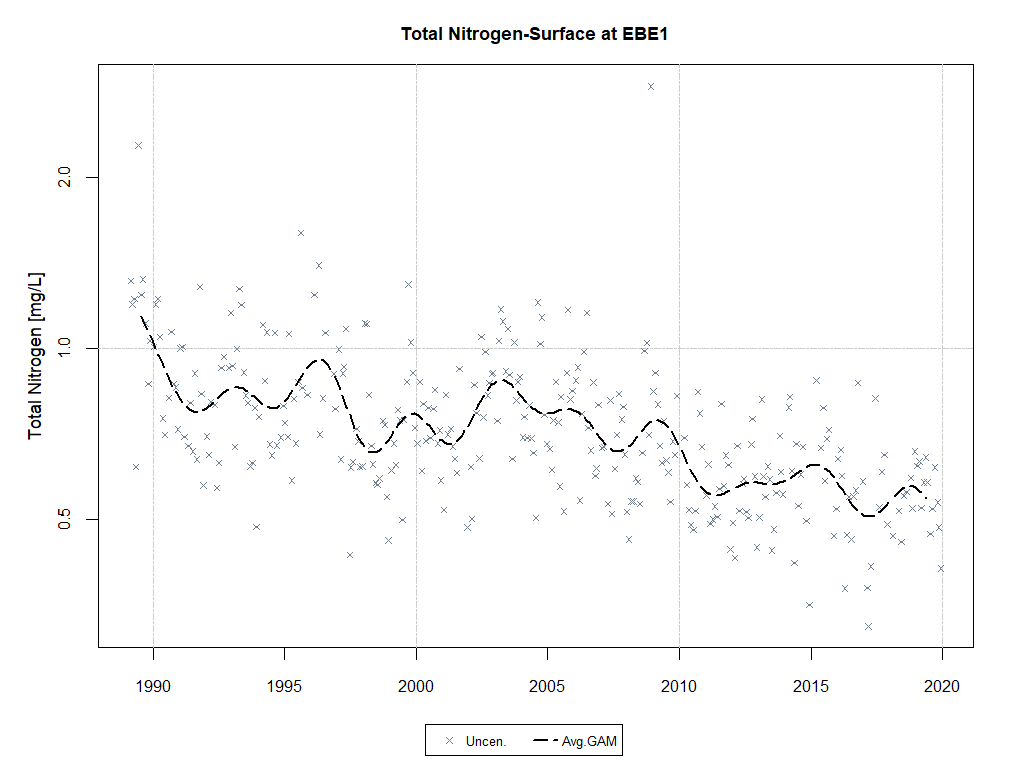 Total Nitrogen-Surface at EBE1
Total Nitrogen [mg/L]
2.0
1.0
0.5
1990 1995 2000 2005 2010 2015 2020
Uncen. Avg.GAM